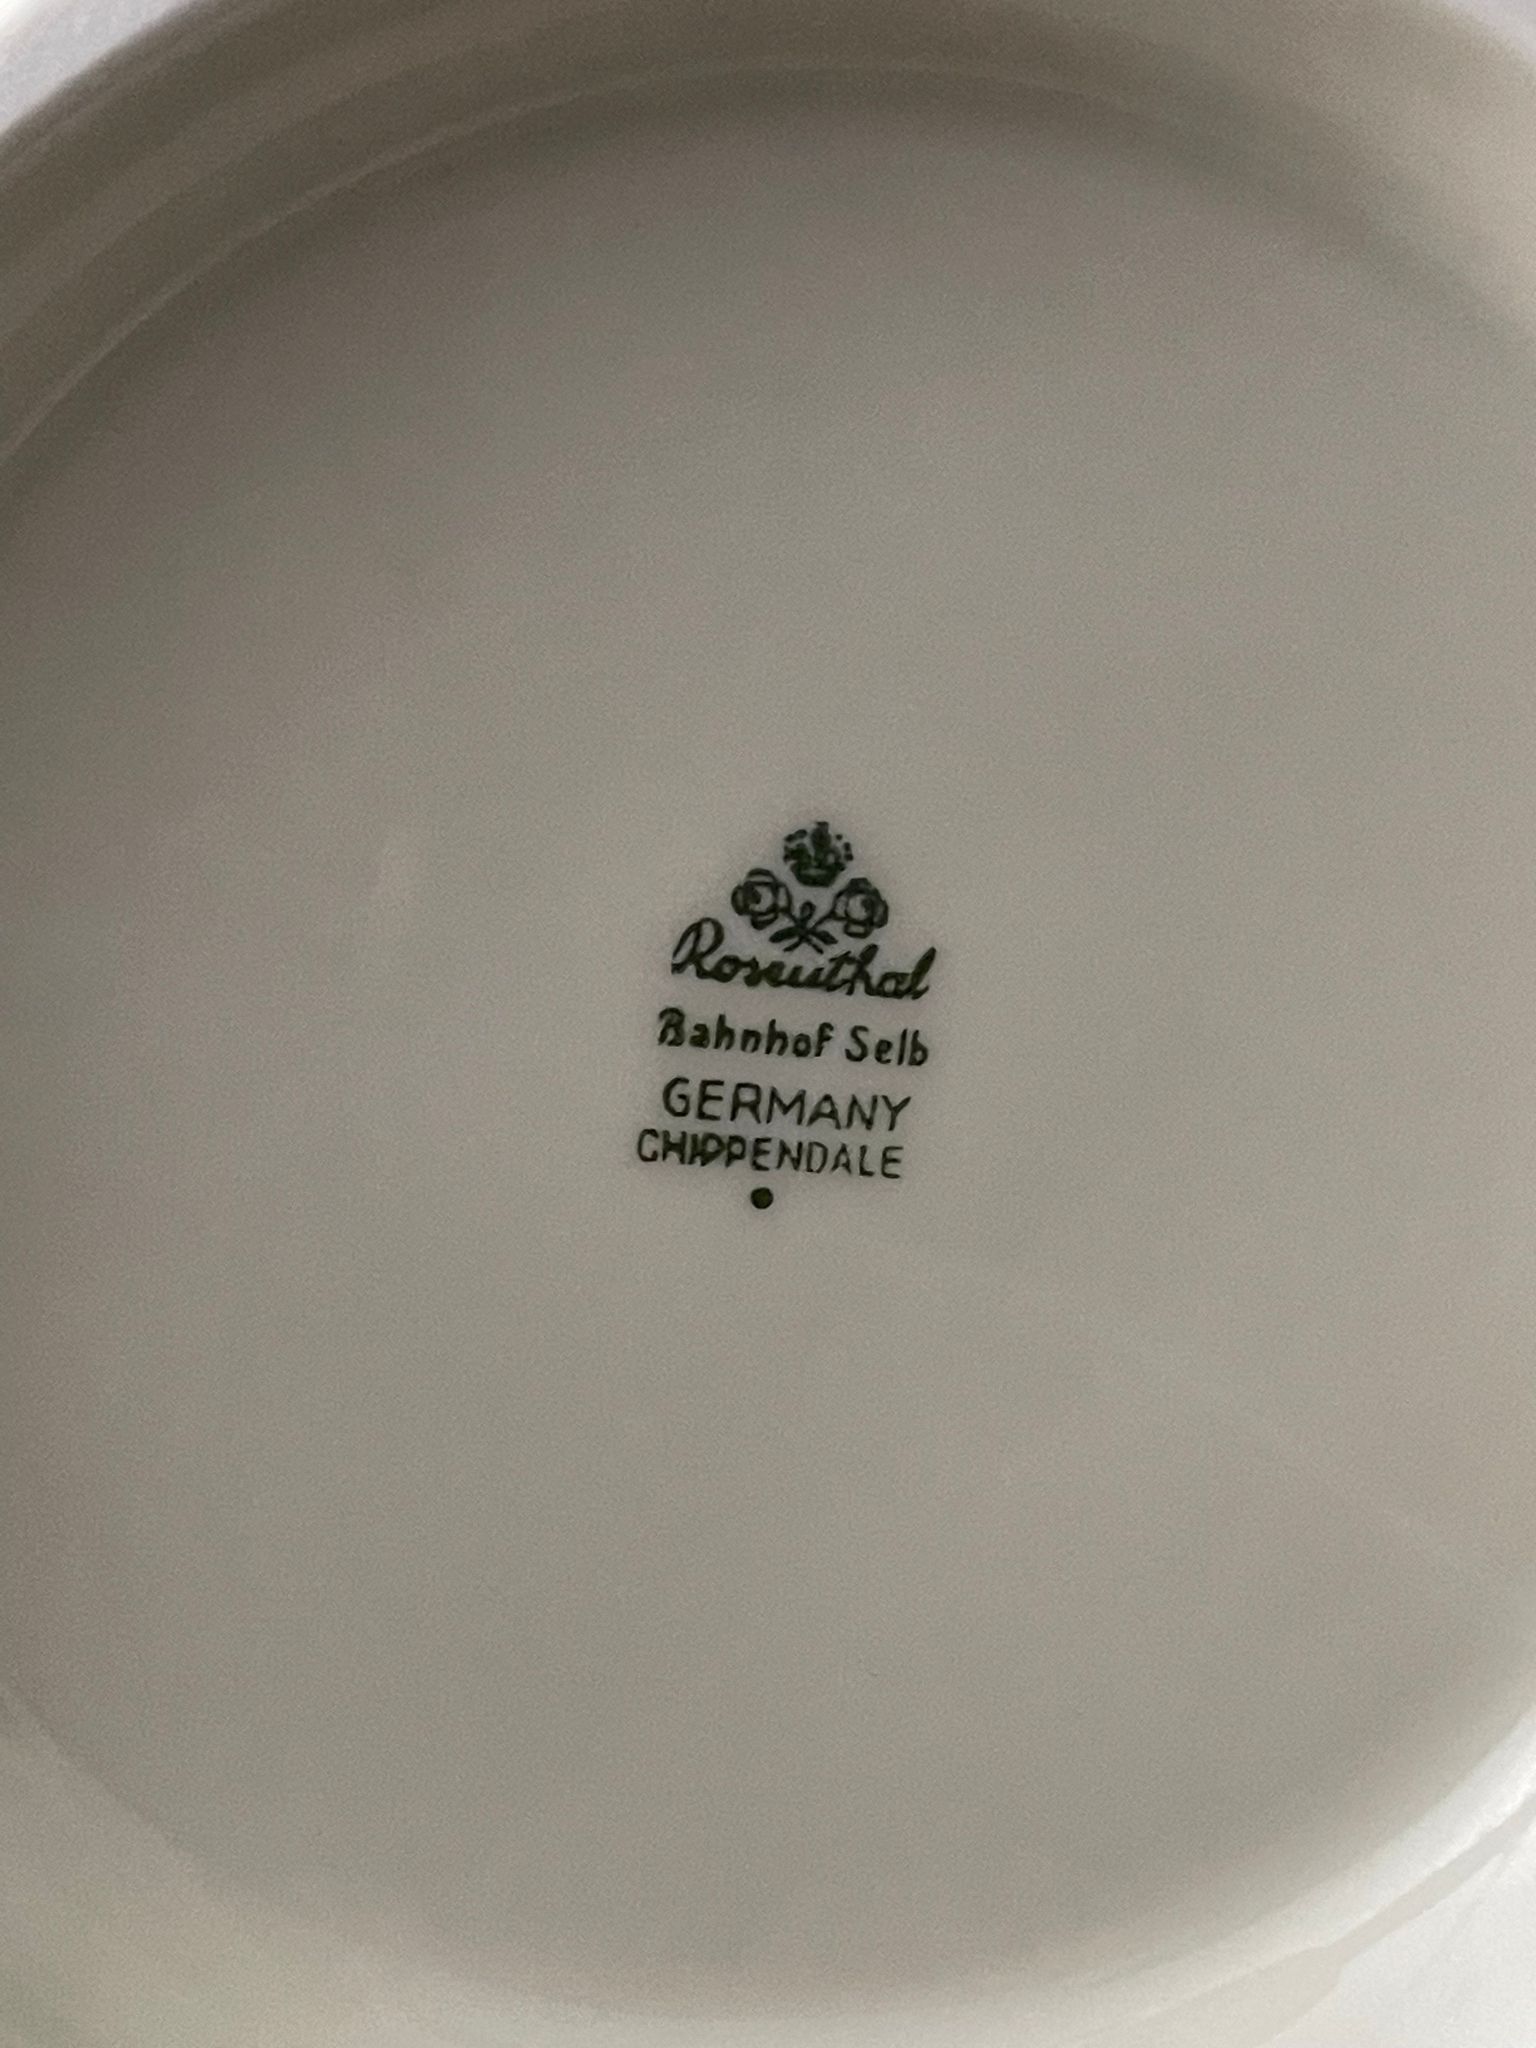 Rosenthal
Bahnhof Selb
GERMANY
CHIPPENDALE